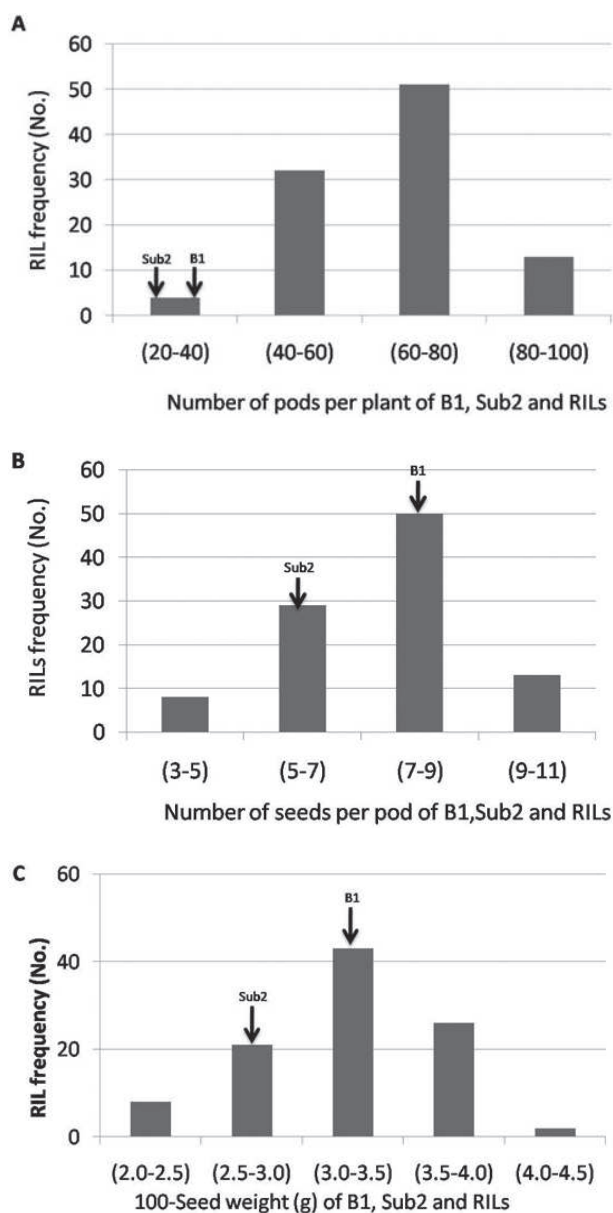 A
60
50
40
30
20
10
0
RIL frequency (No.)
Sub2 B1
(20-40) (40-60) (60-80) (80-100)
Number of pods per plant of B1, Sub2 and RILs
B
60
50
40
30
20
10
0
RILs frequency (No.)
B1
Sub2
(3-5) (5-7) (7-9) (9-11)
Number of seeds per pod of B1,Sub2 and RILs
C
60
40
20
0
RIL frequency (No.)
B1
Sub2
(2.0-2.5) (2.5-3.0) (3.0-3.5) (3.5-4.0) (4.0-4.5)
100-Seed weight (g) of B1, Sub2 and RILs